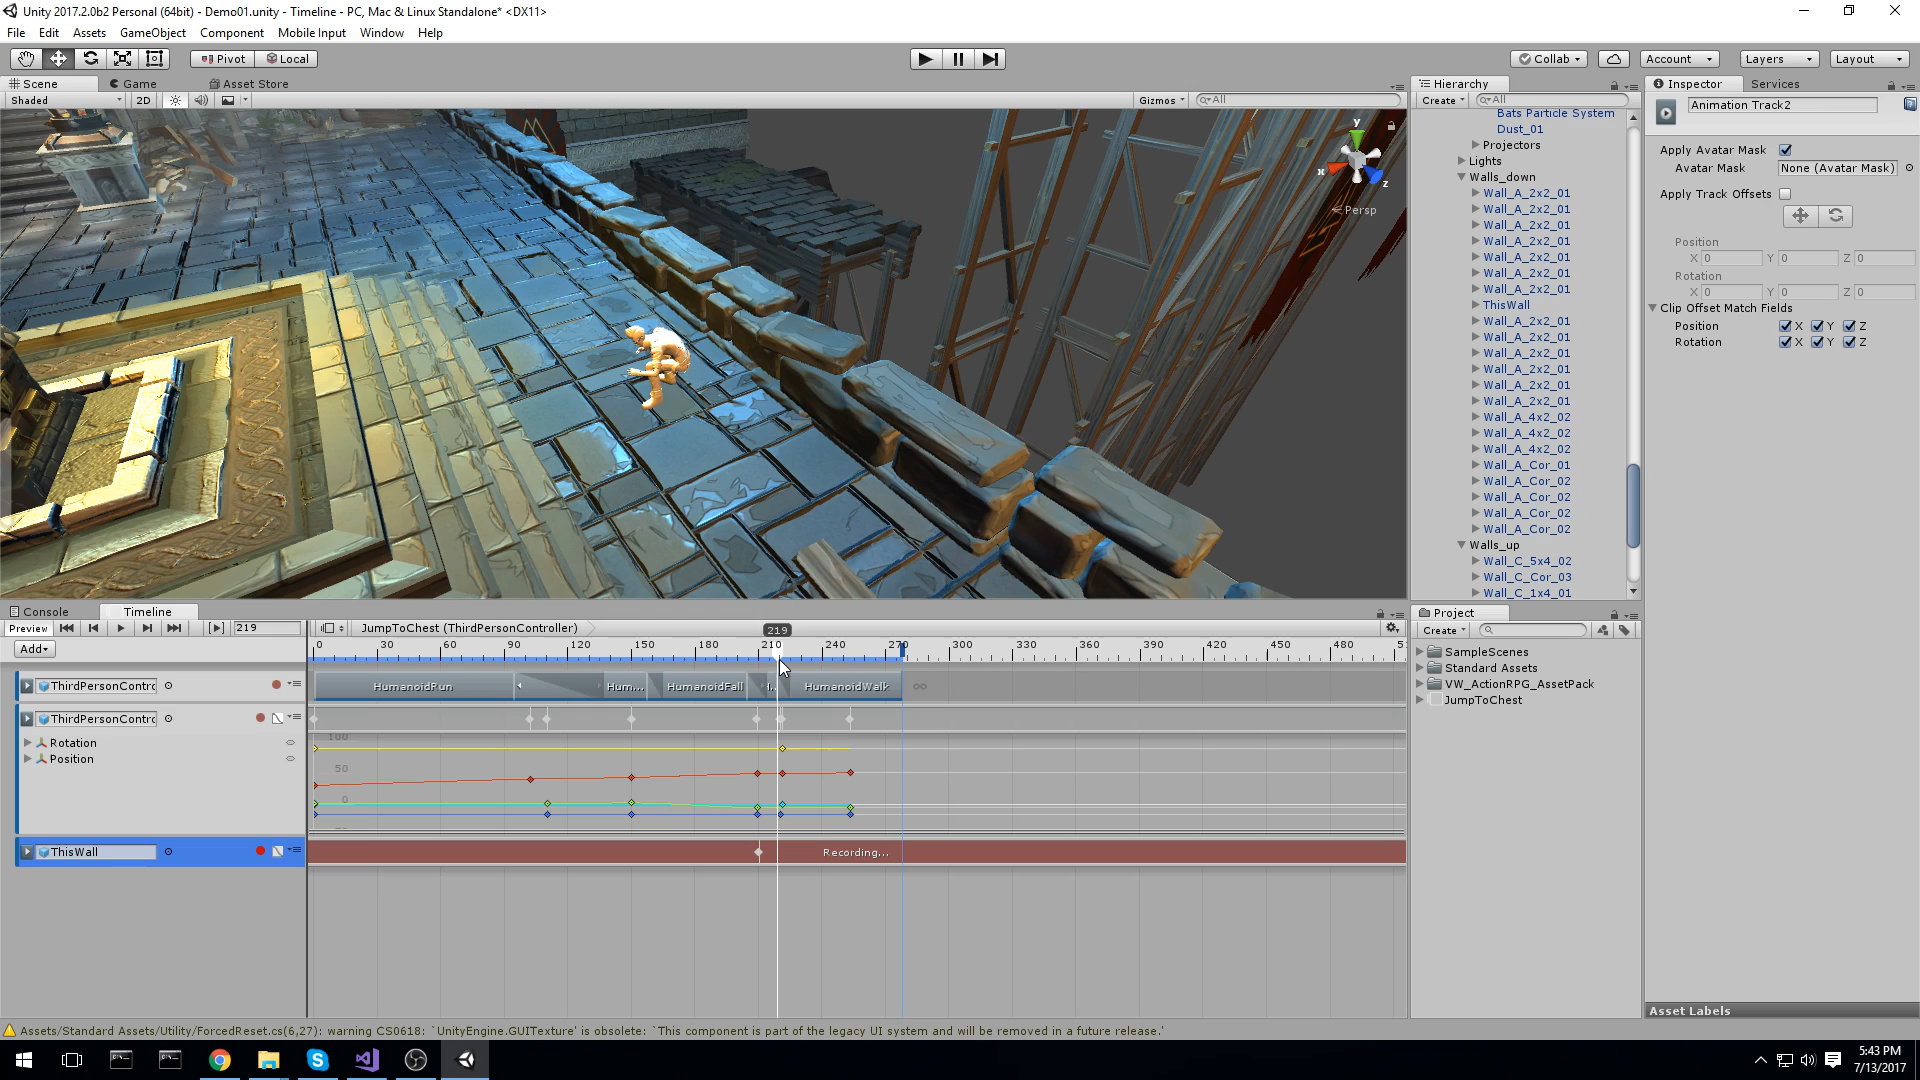 Unity 2017.2.0b2 Personal (64bit) - Demo01.unity - Timeline - PC, Mac & Linux Standalone* <DX11>
File Edit Assets GameObject Component Mobile Input Window Help
Pivot Local Collab Account Layers Layout
Scene Game Asset Store
Shaded 2D Gizmos All
y
x
z
Persp
Hierarchy
Create All
Bats Particle System
Dust_01
Projectors
Lights
Walls_down
Wall_A_2x2_01
Wall_A_2x2_01
Wall_A_2x2_01
Wall_A_2x2_01
Wall_A_2x2_01
Wall_A_2x2_01
Wall_A_2x2_01
ThisWall
Wall_A_2x2_01
Wall_A_2x2_01
Wall_A_2x2_01
Wall_A_2x2_01
Wall_A_2x2_01
Wall_A_2x2_01
Wall_A_4x2_02
Wall_A_4x2_02
Wall_A_4x2_02
Wall_A_Cor_01
Wall_A_Cor_02
Wall_A_Cor_02
Wall_A_Cor_02
Wall_A_Cor_02
Walls_up
Wall_C_5x4_02
Wall_C_Cor_03
Wall_C_1x4_01
Inspector Services
Animation Track2
Apply Avatar Mask
Avatar Mask None (Avatar Mask)
Apply Track Offsets
Position
X 0 Y 0 Z 0
Rotation
X 0 Y 0 Z 0
Clip Offset Match Fields
Position X Y Z
Rotation X Y Z
Asset Labels
Console Timeline
Preview 219 JumpToChest (ThirdPersonController)
219
Add
0 30 60 90 120 150 180 210 240 270 300 330 360 390 420 450 480
ThirdPersonContro HumanoidRun Hum... HumanoidFall HumanoidWalk
ThirdPersonContro
Rotation
Position
100
50
0
ThisWall Recording...
Project
Create
SampleScenes
Standard Assets
VW_ActionRPG_AssetPack
JumpToChest
Assets/Standard Assets/Utility/ForcedReset.cs(6,27): warning CS0618: `UnityEngine.GUITexture' is obsolete: `This component is part of the legacy UI system and will be removed in a future release.'
5:43 PM
7/13/2017